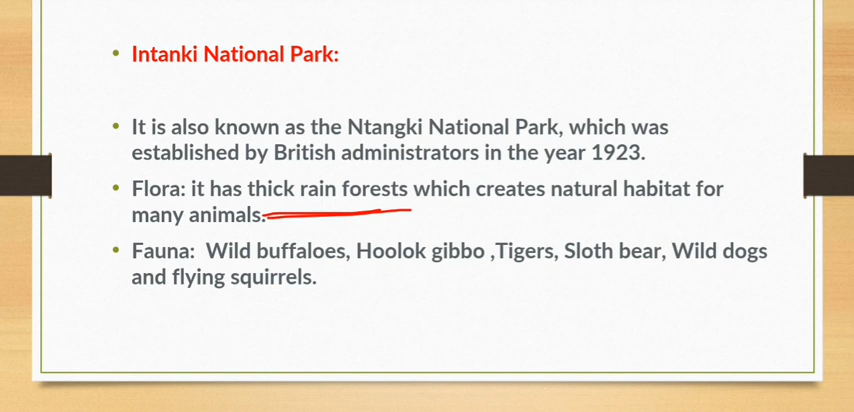 Intanki National Park:
It is also known as the Ntangki National Park, which was
established by British administrators in the year 1923.
Flora: it has thick rain forests which creates natural habitat for
many animals.
Fauna:  Wild buffaloes, Hoolok gibbo ,Tigers, Sloth bear, Wild dogs
and flying squirrels.